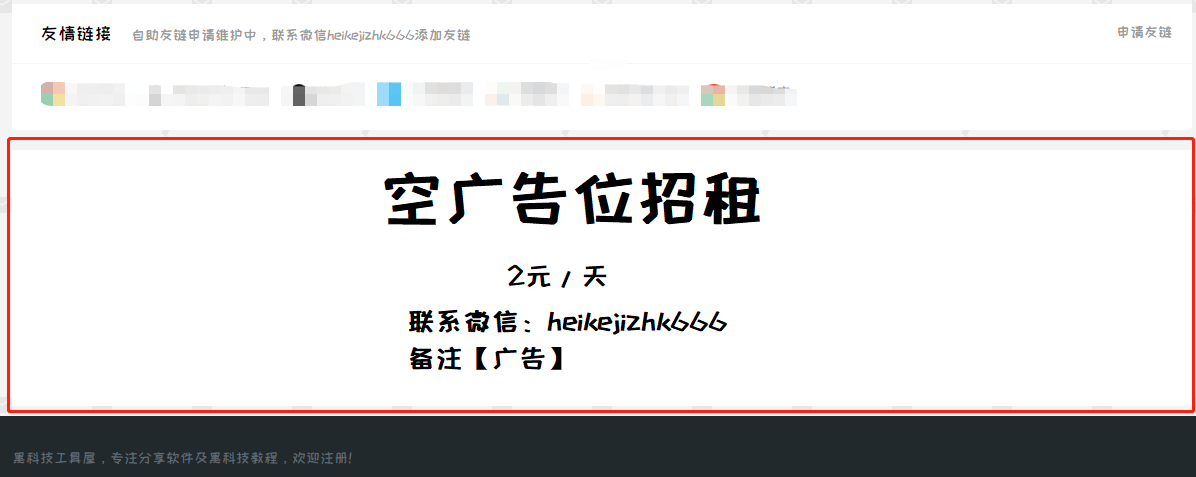 友情链接 自助友链申请维护中，联系微信heikejizhk666添加友链 申请友链
空广告位招租
2元 / 天
联系微信：heikejizhk666
备注【广告】
黑科技工具屋，专注分享软件及黑科技教程，欢迎注册！